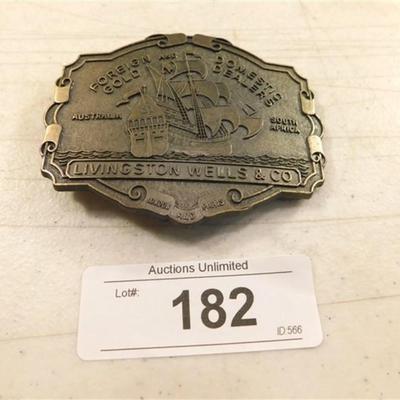 FOREIGN AND DOMESTIC
GOLD DEALERS
AUSTRALIA
SOUTH
AFRICA
LIVINGSTON WELLS & CO
Auctions Unlimited
Lot#:
182
ID:566